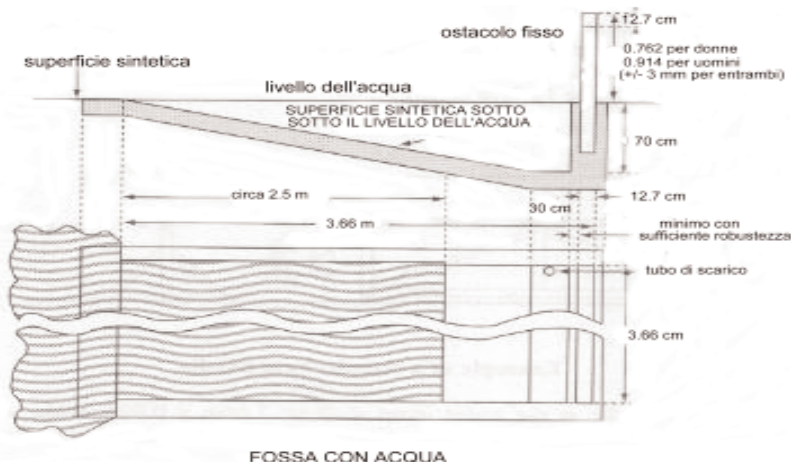 12.7 cm
ostacolo fisso
0.762 per donne
0.914 per uomini
(+/- 3 mm per entrambi)
superficie sintetica
livello dell'acqua
SUPERFICIE SINTETICA SOTTO
SOTTO IL LIVELLO DELL'ACQUA
70 cm
circa 2.5 m
30 cm
12.7 cm
3.66 m
minimo con
sufficiente robustezza
tubo di scarico
3.66 cm
FOSSA CON ACQUA